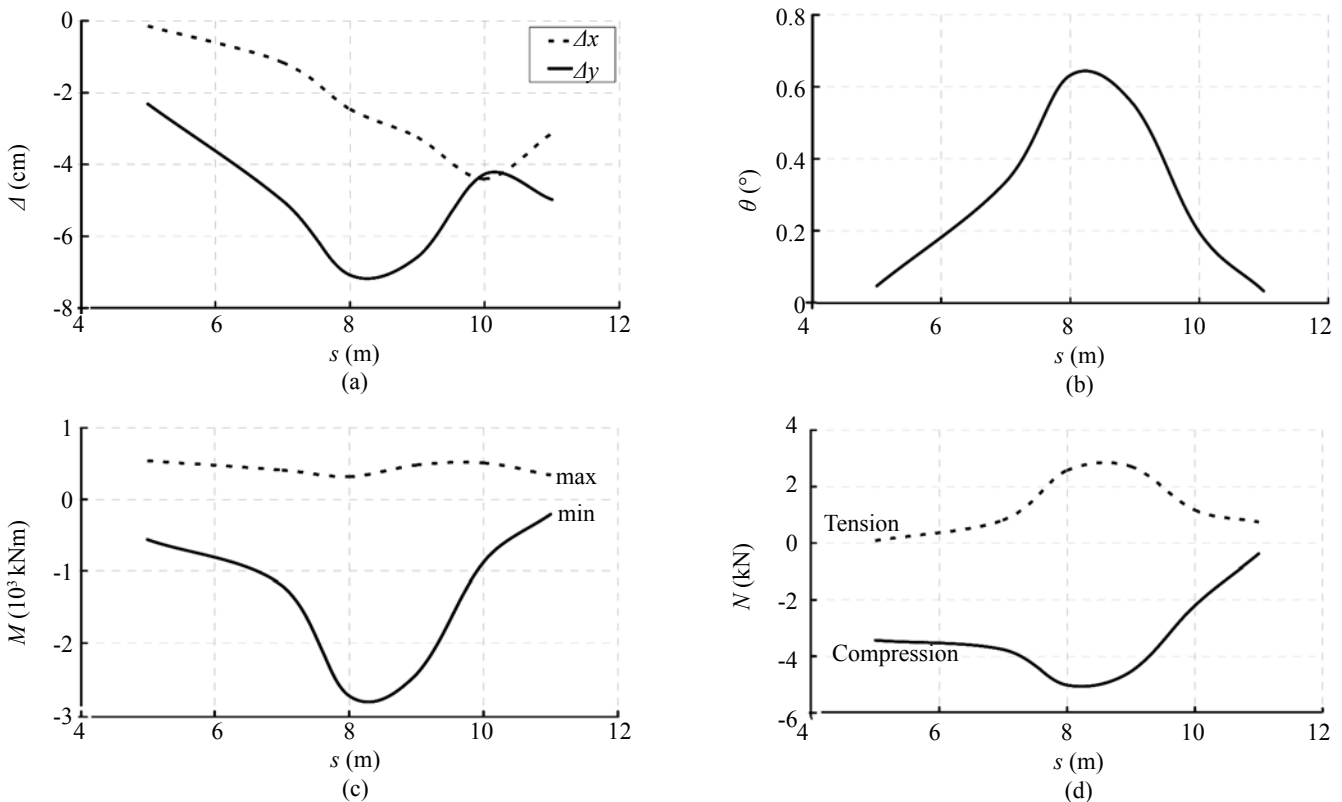 0
-2
-4
-6
-8
Δ (cm)
Δx
Δy
4
6
8
10
12
s (m)
(a)
0.8
0.6
0.4
0.2
0
θ (°)
4
6
8
10
12
s (m)
(b)
1
0
-1
-2
-3
M (10³ kNm)
max
min
4
6
8
10
12
s (m)
(c)
4
2
0
-2
-4
-6
N (kN)
Tension
Compression
4
6
8
10
12
s (m)
(d)